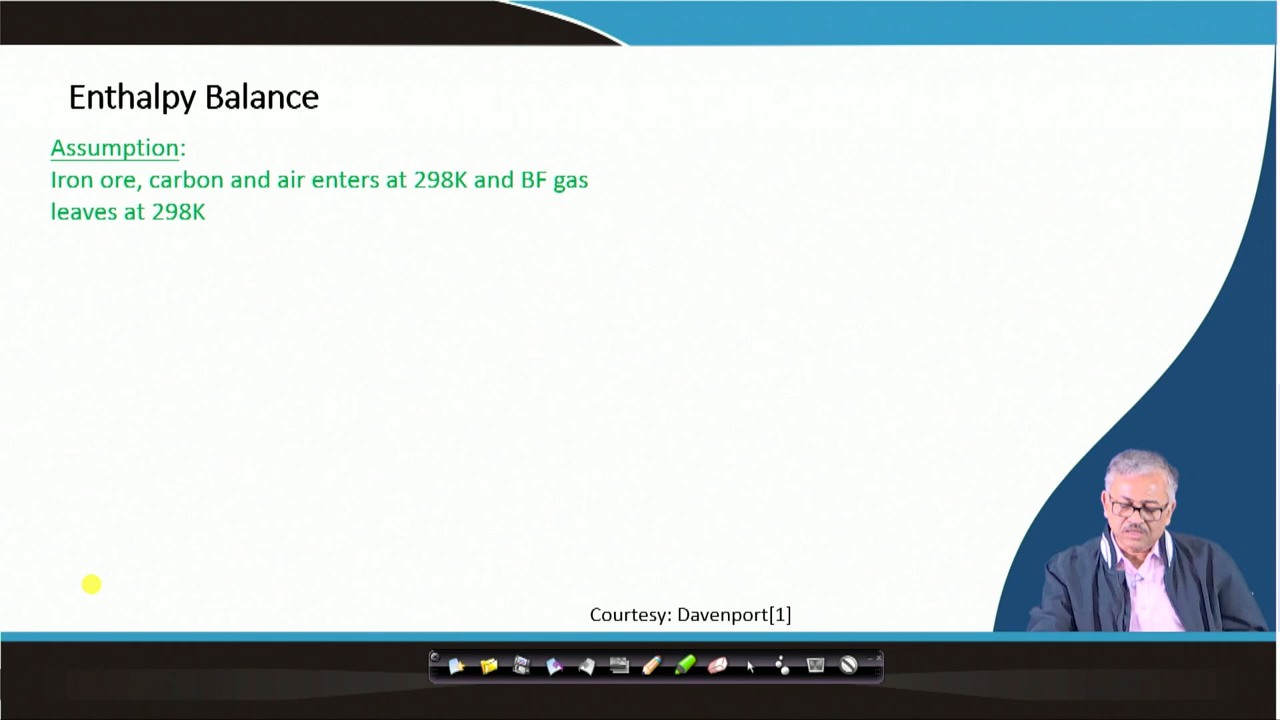 Enthalpy Balance
Assumption:
Iron ore, carbon and air enters at 298K and BF gas
leaves at 298K
Courtesy: Davenport[1]